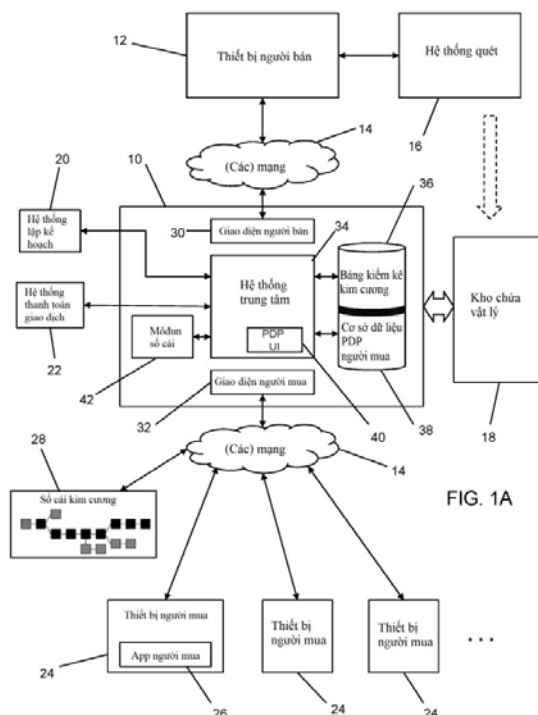 12
Thiết bị người bán
Hệ thống quét
14
16
(Các) mạng
20
10
36
Hệ thống
lập kế
hoạch
30
Giao diện người bán
34
Hệ thống
trung tâm
Bảng kiểm kê
kim cương
Kho chứa
vật lý
Hệ thống
thanh toán
giao dịch
Môđun
số cái
PDP
UI
Cơ sở dữ liệu
PDP
người mua
22
42
Giao diện người mua
32
40
38
18
28
(Các) mạng
14
Sổ cái kim cương
FIG. 1A
Thiết bị người mua
App người mua
Thiết bị
người mua
Thiết bị
người mua
...
24
26
24
24